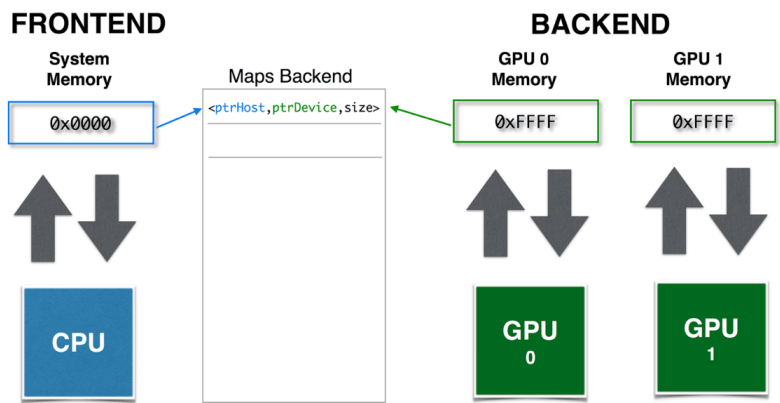 FRONTEND
System
Memory
0x0000
CPU
Maps Backend
<ptrHost,ptrDevice,size>
BACKEND
GPU 0
Memory
0xFFFF
GPU
0
GPU 1
Memory
0xFFFF
GPU
1